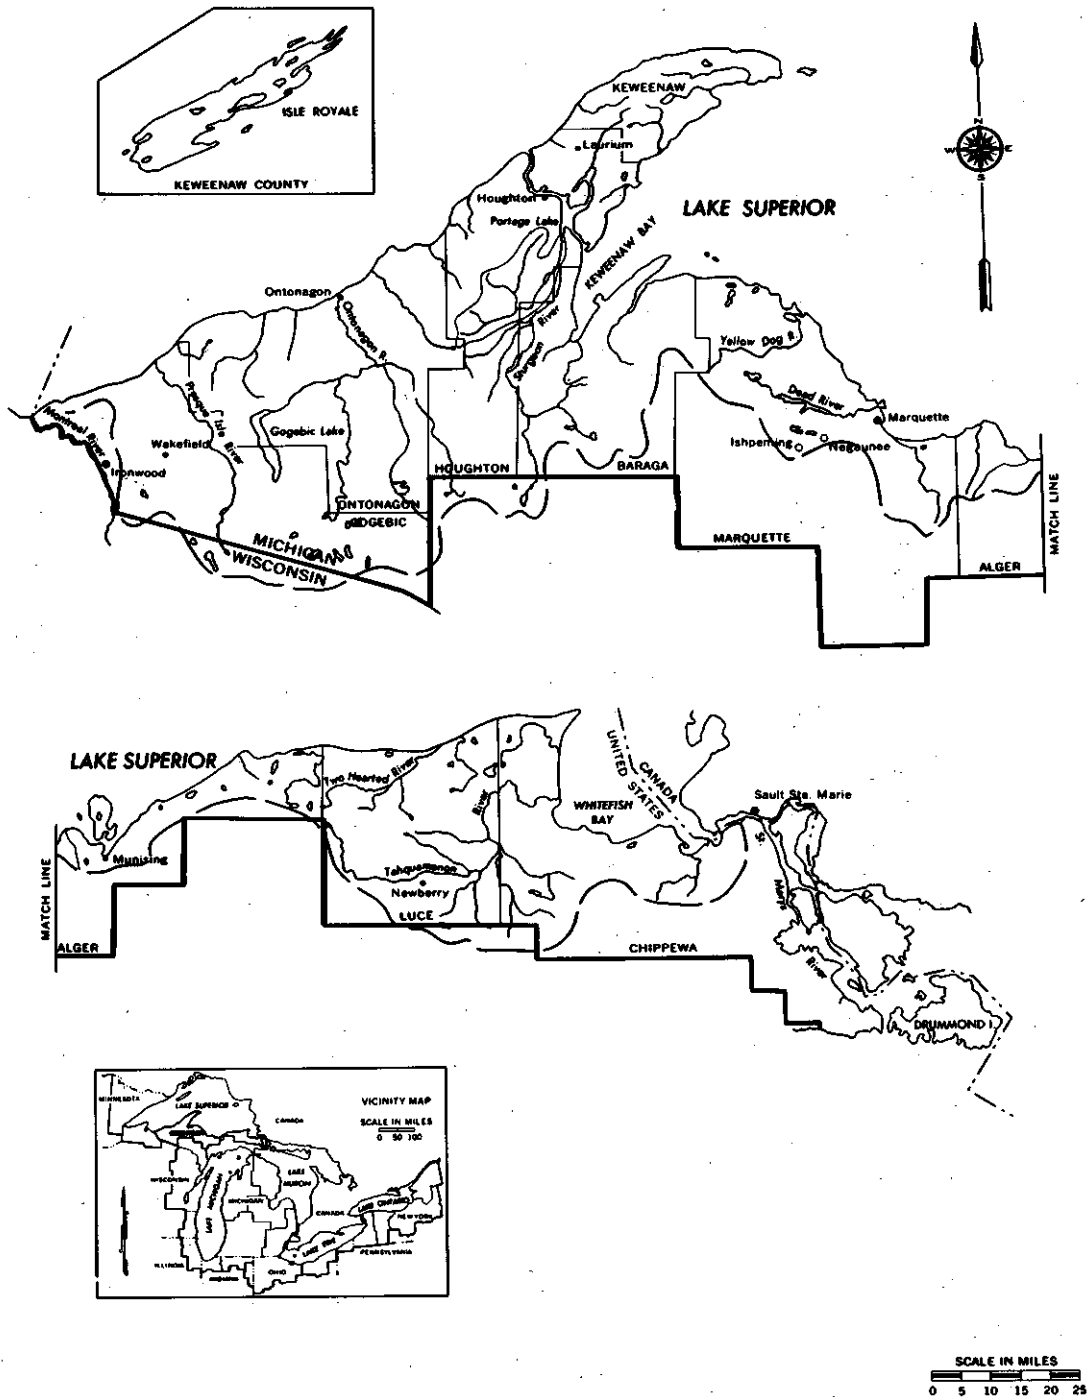 ISLE ROYALE
KEWEENAW COUNTY
KEWEENAW
Laurium
Houghton
Portage Lake
LAKE SUPERIOR
KEWEENAW BAY
N
W E
S
Ontonagon
Ontonagon R.
Sturgeon River
Yellow Dog R.
Presque Isle River
Montreal River
Wakefield
Gogebic Lake
Ironwood
Dead River
Marquette
Ishpeming
Negaunee
HOUGHTON
BARAGA
ONTONAGON
GOGEBIC
MICHIGAN
WISCONSIN
MARQUETTE
ALGER
MATCH LINE
LAKE SUPERIOR
Two Hearted River
CANADA
UNITED STATES
Sault Ste. Marie
WHITEFISH
BAY
St. Marys River
Munising
Tahquamenon River
Newberry
MATCH LINE
ALGER
LUCE
CHIPPEWA
DRUMMOND I.
VICINITY MAP
SCALE IN MILES
0 50 100
MINNESOTA
LAKE SUPERIOR
CANADA
WISCONSIN
LAKE MICHIGAN
MICHIGAN
LAKE
HURON
CANADA
LAKE ONTARIO
NEW YORK
LAKE ERIE
PENNSYLVANIA
ILLINOIS
INDIANA
OHIO
SCALE IN MILES
0 5 10 15 20 25